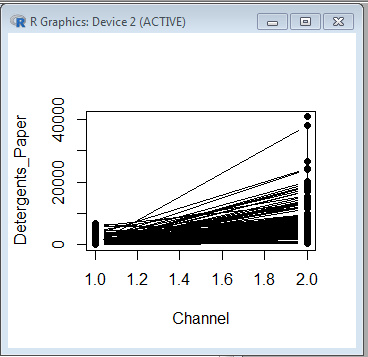 R Graphics: Device 2 (ACTIVE)
Detergents_Paper
40000
20000
0
1.0 1.2 1.4 1.6 1.8 2.0
Channel